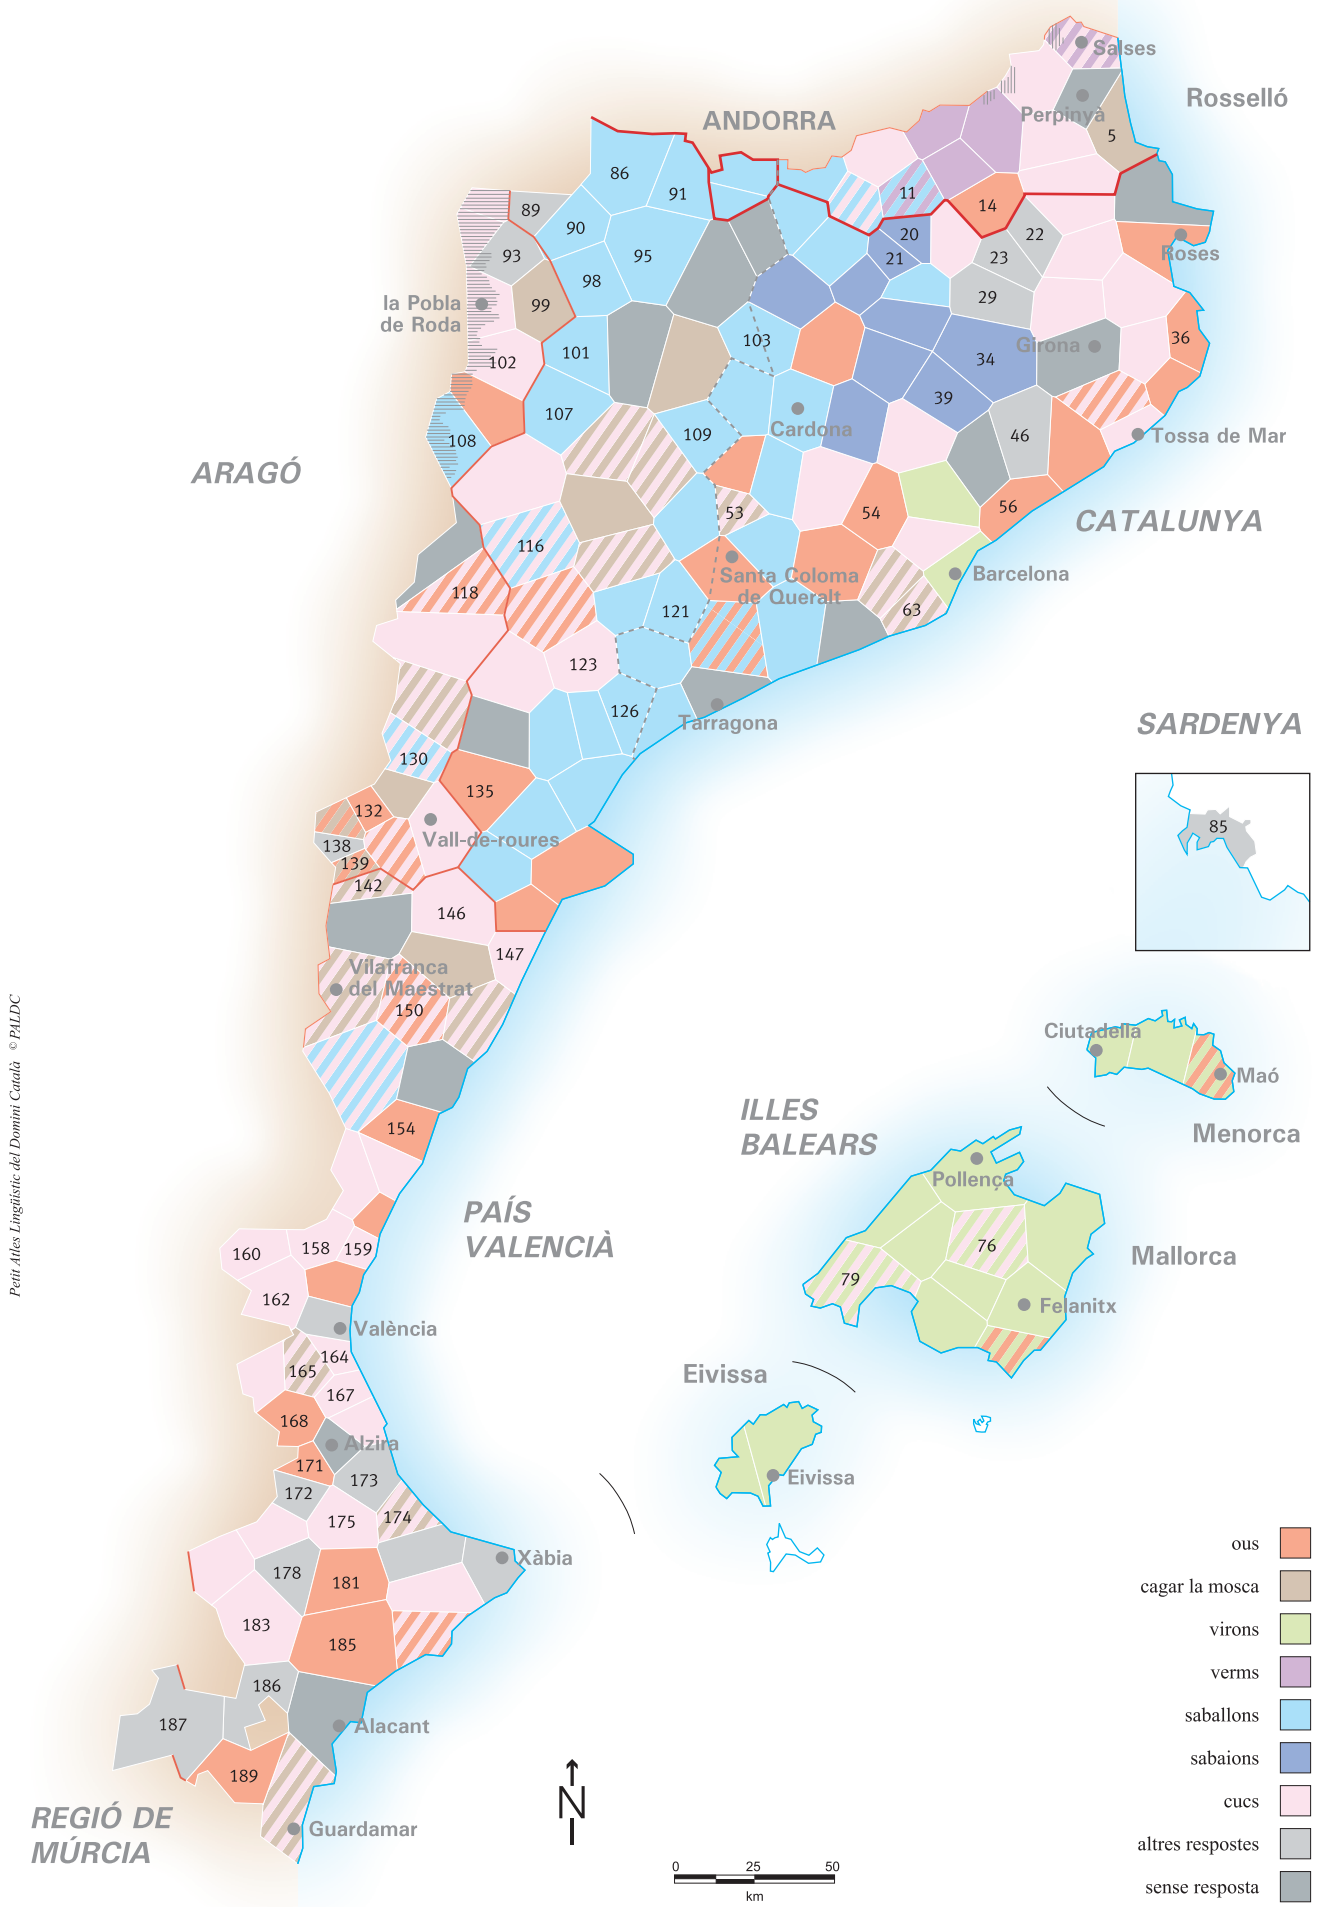 Salses
Rosselló
ANDORRA
Perpinyà
5
86
91
11
14
89
90
20
22
Roses
93
95
21
23
98
29
la Pobla
de Roda
99
103
Girona
36
101
34
102
39
107
Cardona
109
46
Tossa de Mar
108
ARAGÓ
53
54
56
CATALUNYA
116
Santa Coloma
de Queralt
Barcelona
118
121
63
123
126
Tarragona
SARDENYA
130
135
132
85
Vall-de-roures
138
139
142
146
147
Vilafranca
del Maestrat
150
Petit Atles Lingüístic del Domini Català © PALDC
Ciutadella
Maó
ILLES
BALEARS
154
Menorca
Pollença
PAÍS
VALENCIÀ
160
158
159
76
Mallorca
79
162
Felanitx
València
164
165
Eivissa
167
168
Alzira
171
173
Eivissa
172
174
175
ous
Xàbia
178
181
cagar la mosca
183
185
virons
verms
186
187
Alacant
saballons
189
sabaions
N
REGIÓ DE
MÚRCIA
Guardamar
cucs
altres respostes
0 25 50
km
sense resposta